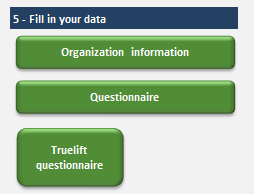 5 - Fill in your data
Organization information
Questionnaire
Truelift
questionnaire